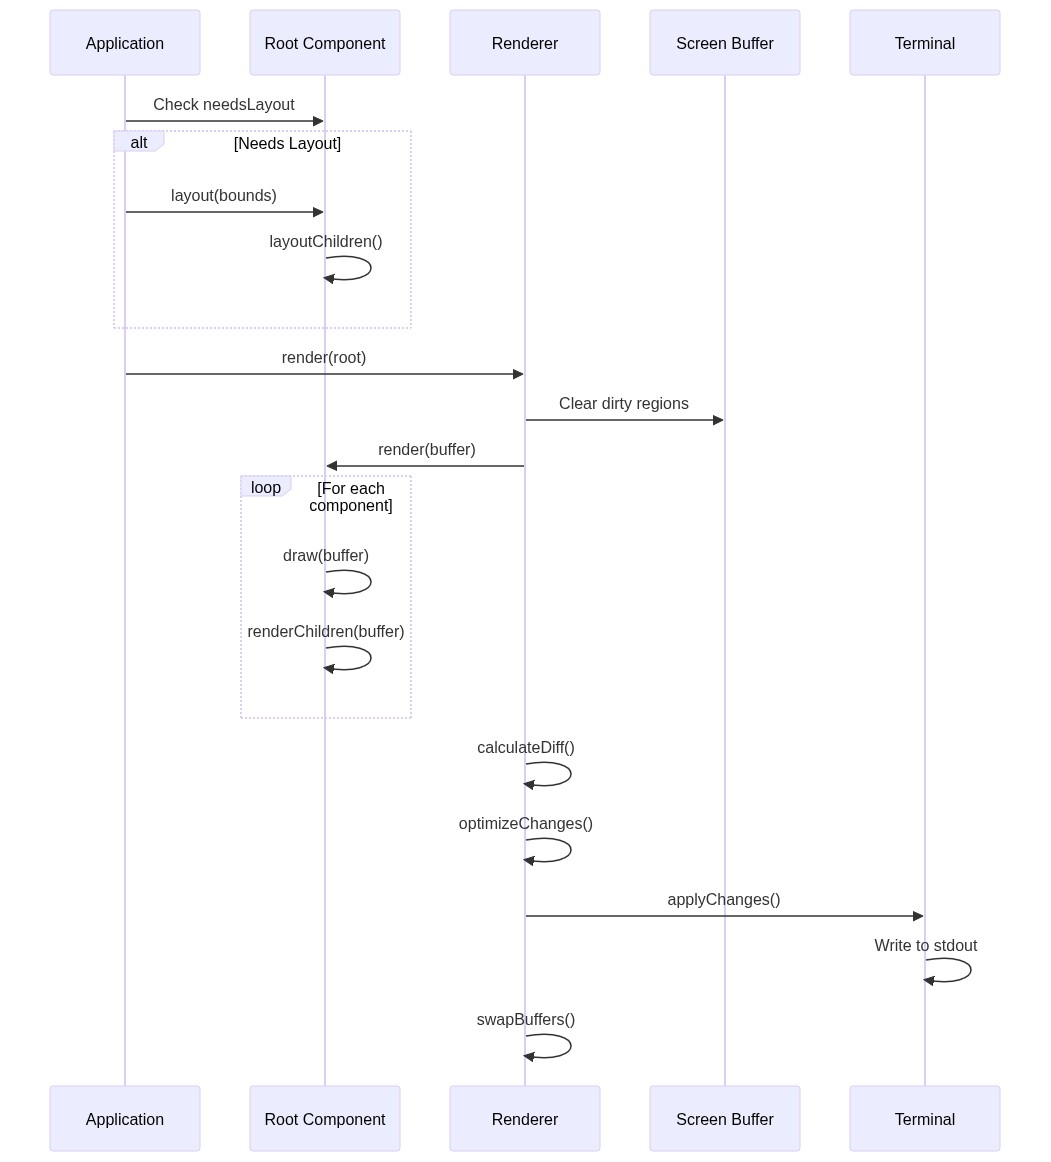 Application
Root Component
Renderer
Screen Buffer
Terminal
Check needsLayout
alt
[Needs Layout]
layout(bounds)
layoutChildren()
render(root)
Clear dirty regions
render(buffer)
loop
[For each
component]
draw(buffer)
renderChildren(buffer)
calculateDiff()
optimizeChanges()
applyChanges()
Write to stdout
swapBuffers()
Application
Root Component
Renderer
Screen Buffer
Terminal